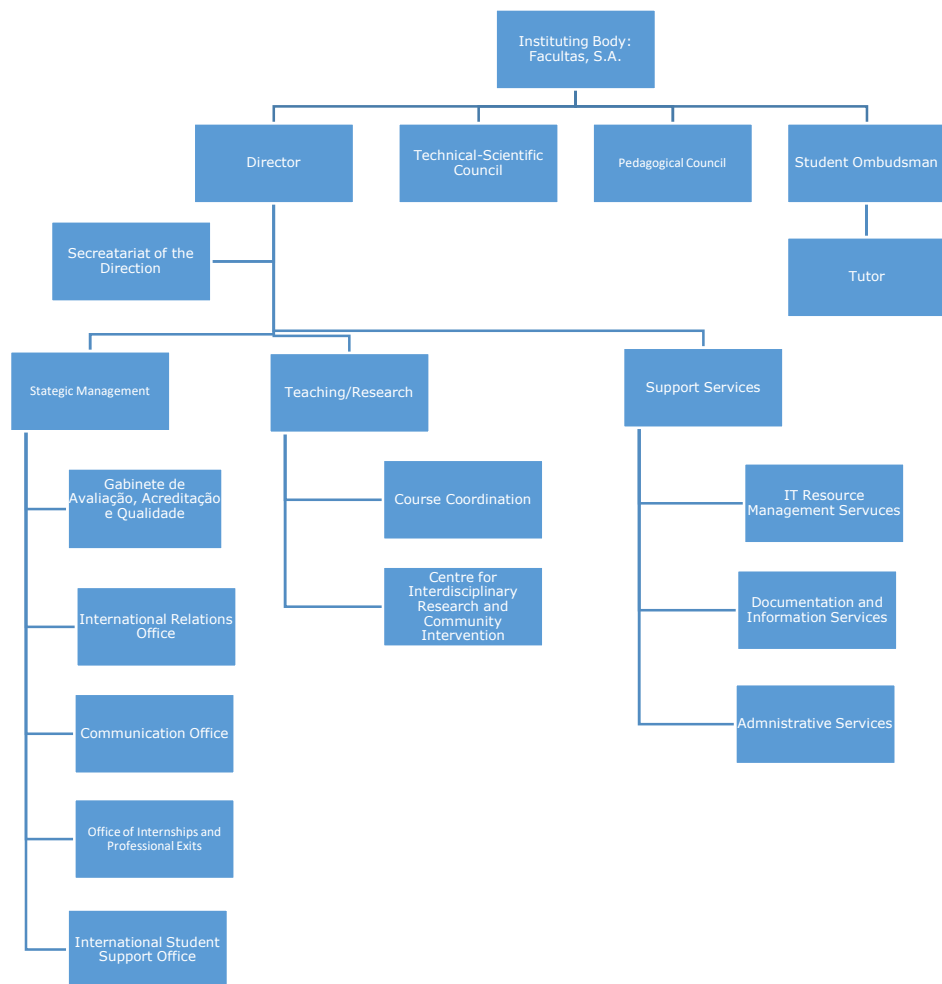 Instituting Body:
Facultas, S.A.
Director
Technical-Scientific
Council
Pedagogical Council
Student Ombudsman
Secreatariat of the
Direction
Tutor
Stategic Management
Teaching/Research
Support Services
Gabinete de
Avaliação, Acreditação
e Qualidade
International Relations
Office
Communication Office
Office of Internships and
Professional Exits
International Student
Support Office
Course Coordination
Centre for
Interdisciplinary
Research and
Community
Intervention
IT Resource
Management Servuces
Documentation and
Information Services
Admnistrative Services